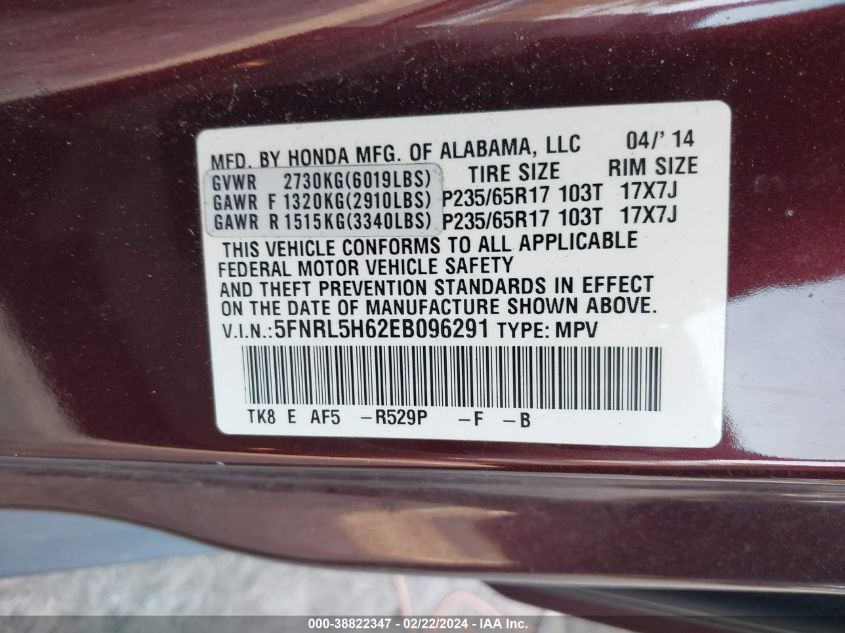 MFD. BY HONDA MFG. OF ALABAMA, LLC 04/' 14
GVWR 2730KG(6019LBS) TIRE SIZE RIM SIZE
GAWR F 1320KG(2910LBS) P235/65R17 103T 17X7J
GAWR R 1515KG(3340LBS) P235/65R17 103T 17X7J
THIS VEHICLE CONFORMS TO ALL APPLICABLE
FEDERAL MOTOR VEHICLE SAFETY
AND THEFT PREVENTION STANDARDS IN EFFECT
ON THE DATE OF MANUFACTURE SHOWN ABOVE.
V.I.N.:5FNRL5H62EB096291 TYPE: MPV
TK8 E AF5 -R529P -F -B
000-38822347 - 02/22/2024 - IAA Inc.